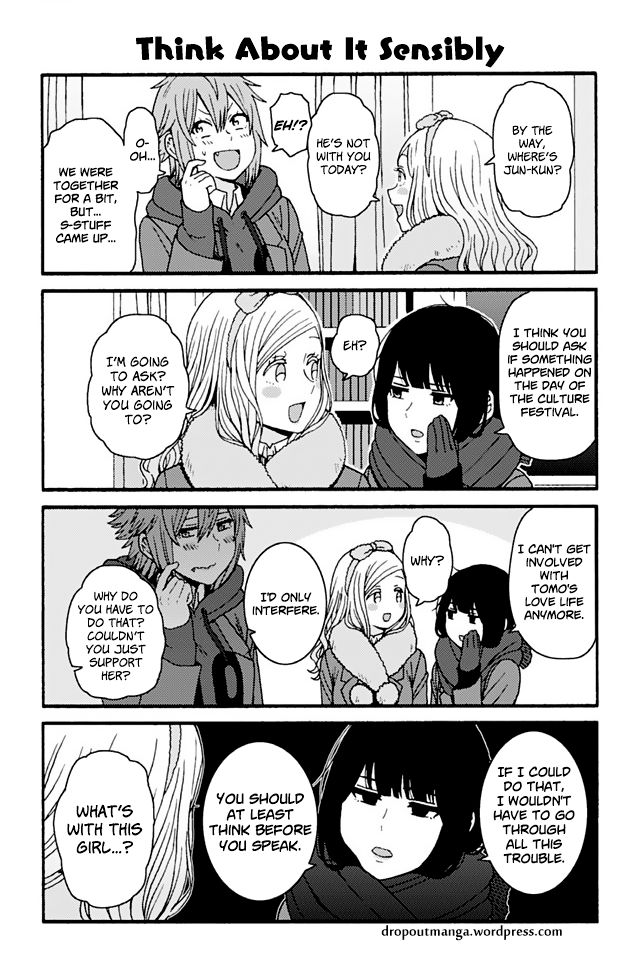 Think About It Sensibly
BY THE
WAY,
WHERE'S
JUN-KUN?
HE'S NOT
WITH YOU
TODAY?
EH!?
O-
OH...
WE WERE
TOGETHER
FOR A BIT,
BUT...
S-STUFF
CAME UP...
I THINK YOU
SHOULD ASK
IF SOMETHING
HAPPENED ON
THE DAY OF
THE CULTURE
FESTIVAL.
EH?
I'M GOING
TO ASK?
WHY AREN'T
YOU GOING
TO?
I CAN'T GET
INVOLVED
WITH
TOMO'S
LOVE LIFE
ANYMORE.
WHY?
I'D ONLY
INTERFERE.
WHY DO
YOU HAVE TO
DO THAT?
COULDN'T
YOU JUST
SUPPORT
HER?
IF I COULD
DO THAT,
I WOULDN'T
HAVE TO GO
THROUGH
ALL THIS
TROUBLE.
YOU SHOULD
AT LEAST
THINK BEFORE
YOU SPEAK.
WHAT'S
WITH THIS
GIRL...?
dropoutmanga.wordpress.com